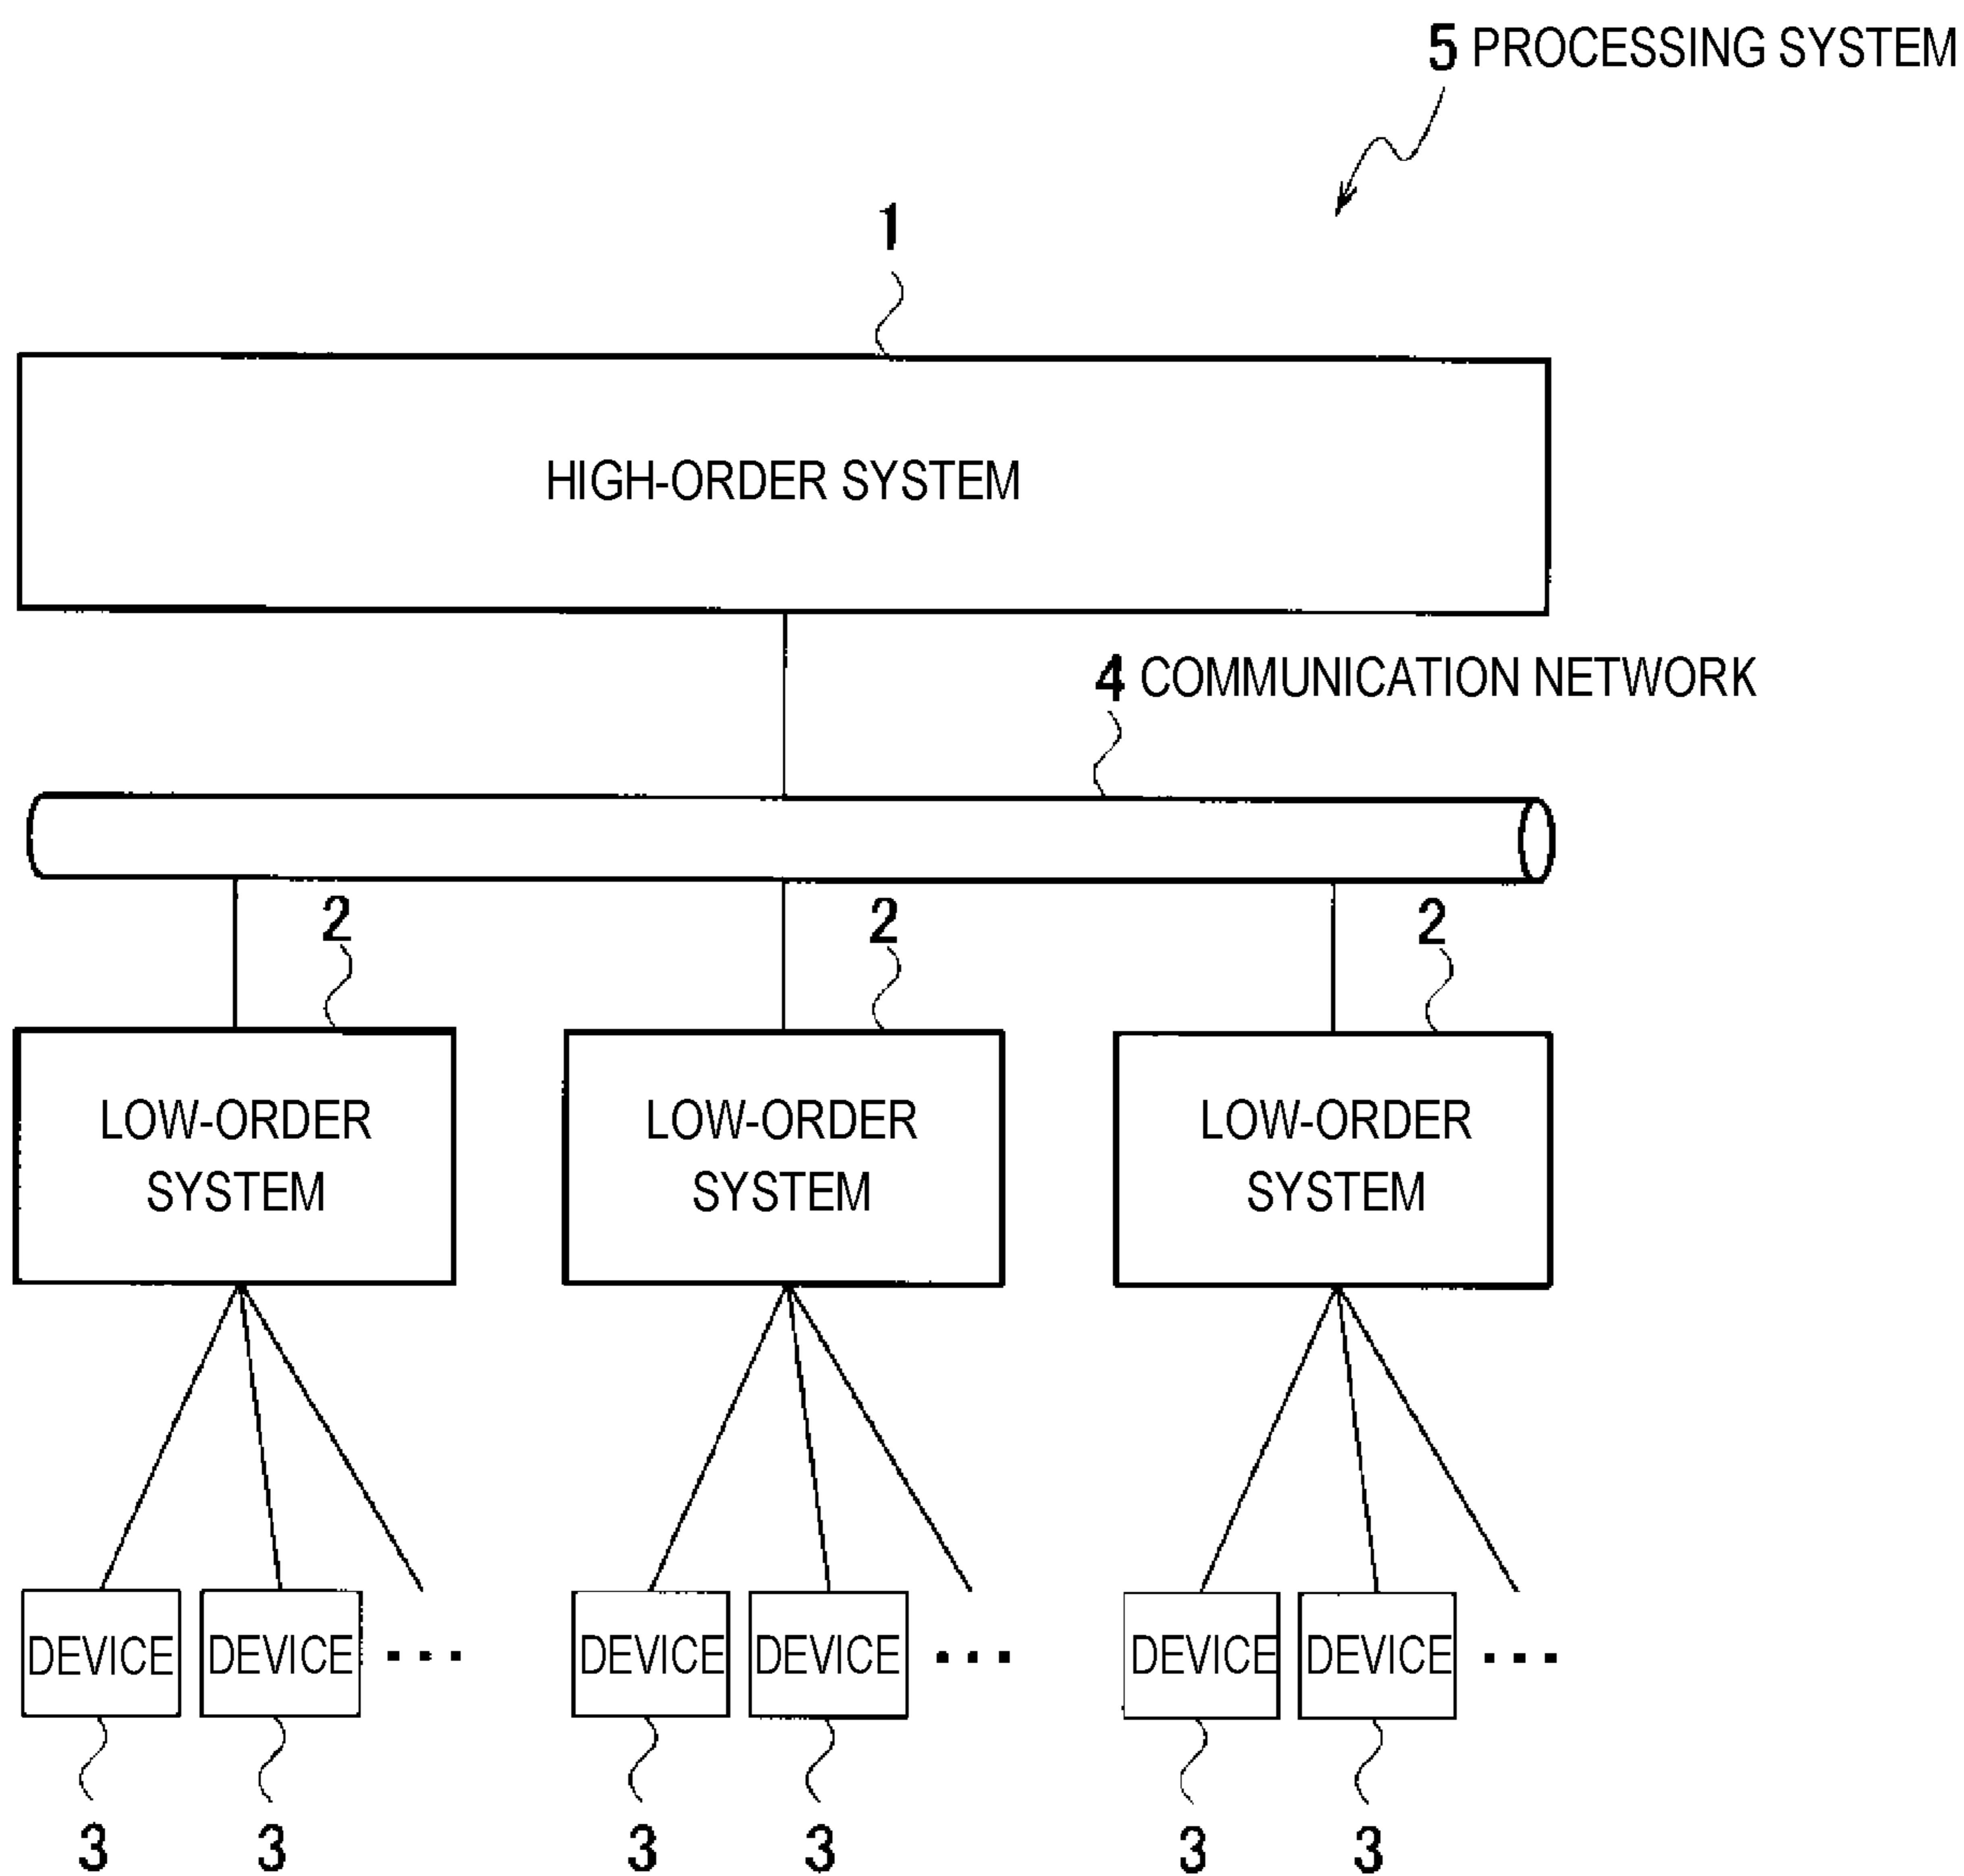 5 PROCESSING SYSTEM
1
HIGH-ORDER SYSTEM
4 COMMUNICATION NETWORK
2 2 2
LOW-ORDER
SYSTEM
LOW-ORDER
SYSTEM
LOW-ORDER
SYSTEM
DEVICE DEVICE ... DEVICE DEVICE ... DEVICE DEVICE ...
3 3 3 3 3 3